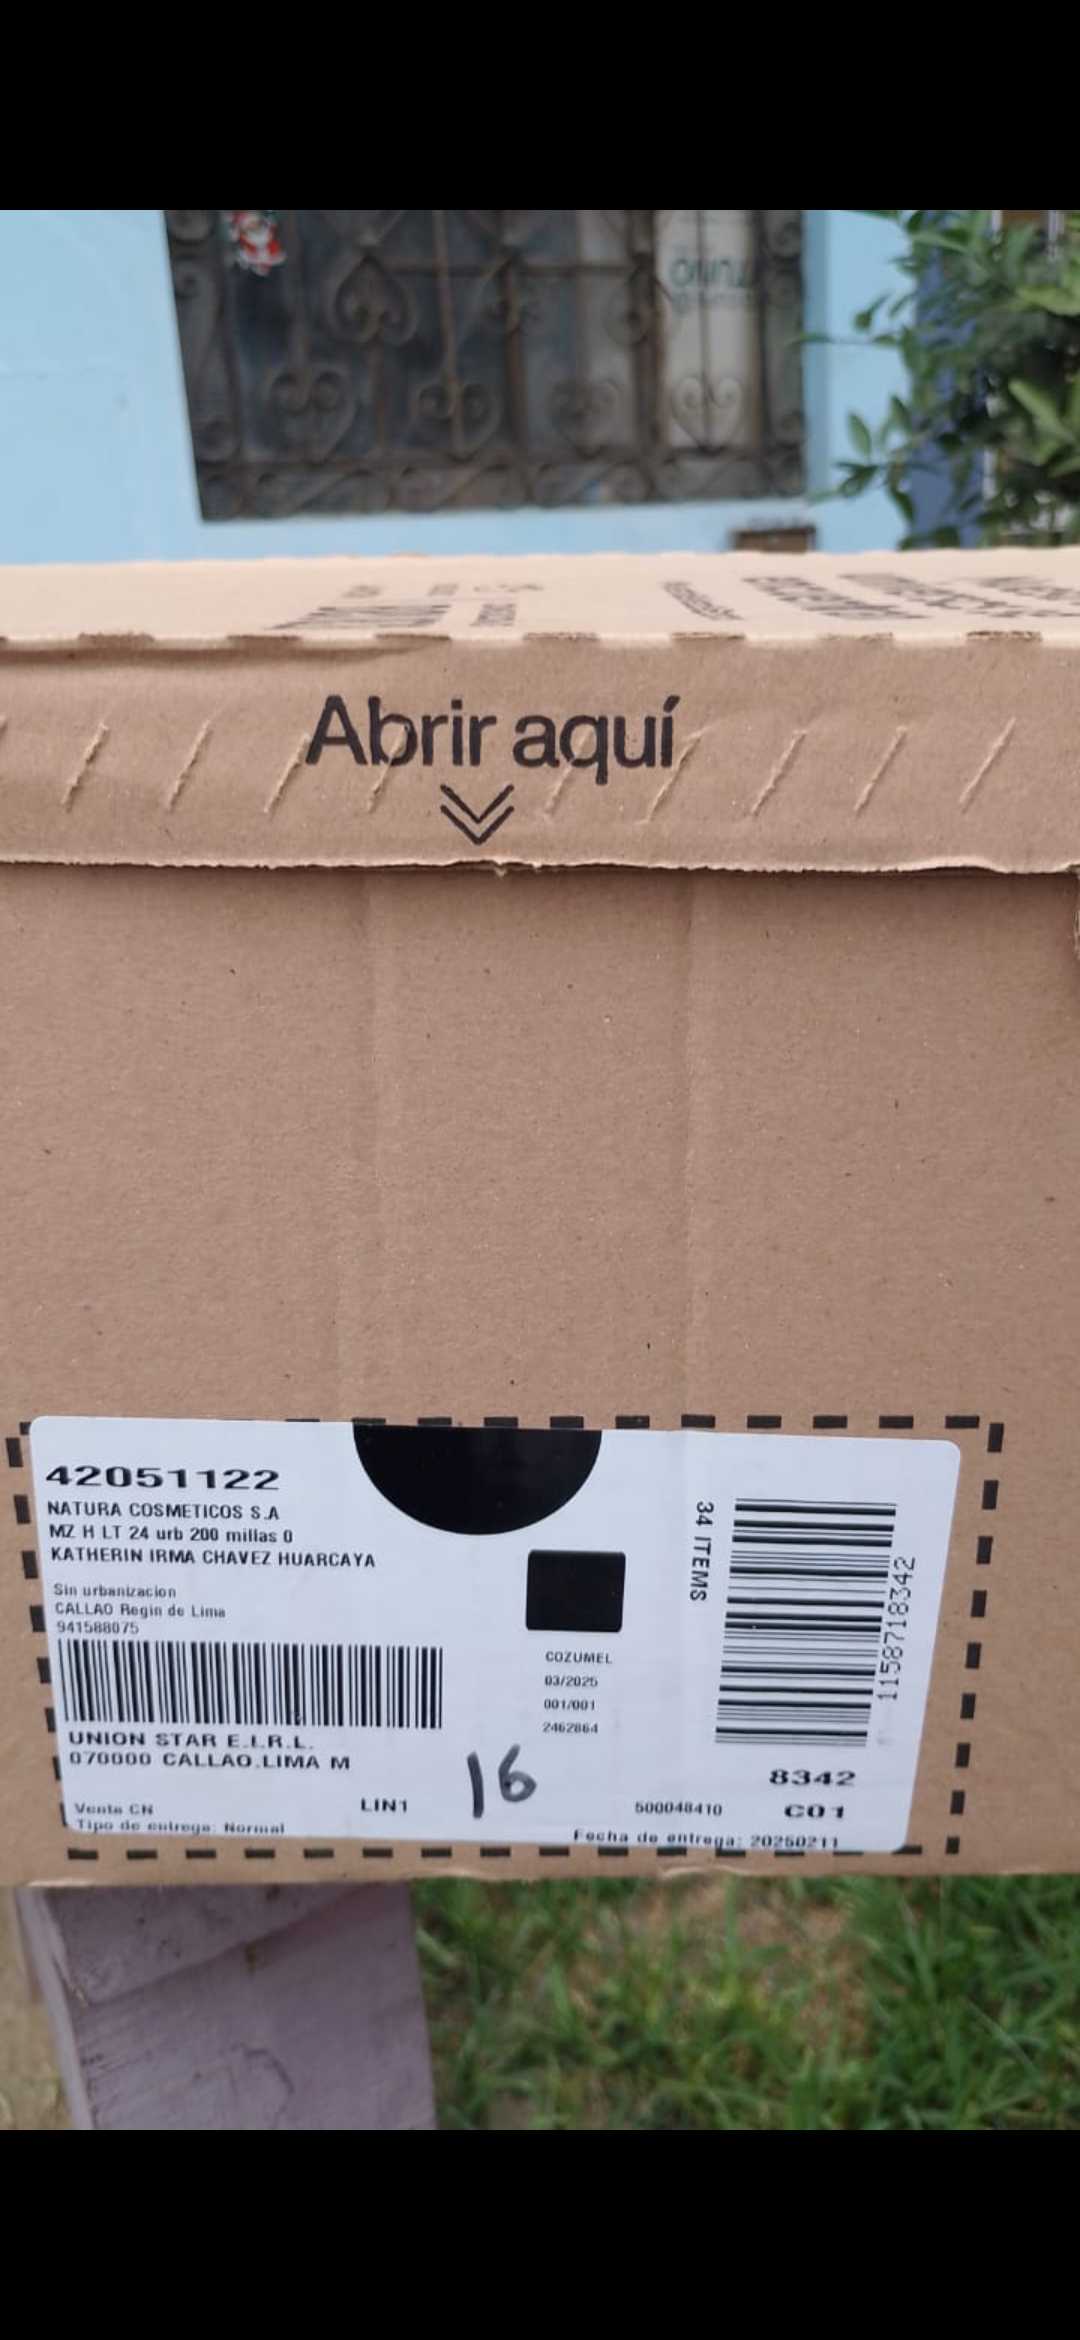 Abrir aquí
42051122
NATURA COSMETICOS S.A
MZ H LT 24 urb 200 millas 0
KATHERIN IRMA CHAVEZ HUARCAYA
Sin urbanizacion
CALLAO Regin de Lima
941588075
UNION STAR E.I.R.L.
070000 CALLAO.LIMA M
Venta CN
Tipo de entrega: Normal
LIN1
16
COZUMEL
03/2025
001/001
2462864
34 ITEMS
1158718342
8342
500048410
C01
Fecha de entrega: 20250211